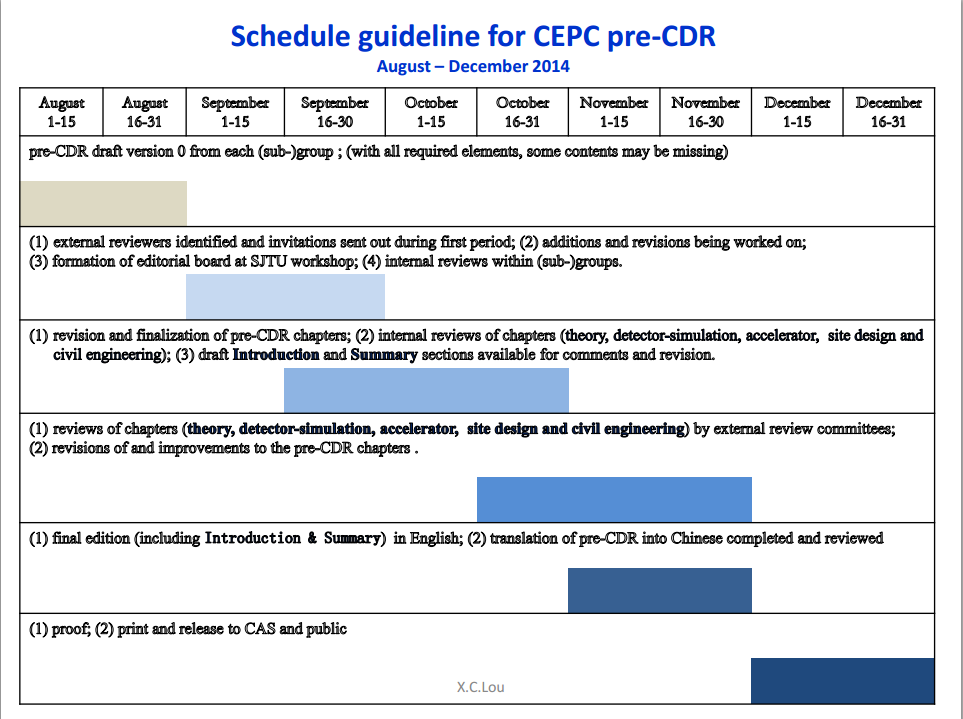 Schedule guideline for CEPC pre-CDR
August – December 2014
August August September September October October November November December December
1-15 16-31 1-15 16-30 1-15 16-31 1-15 16-30 1-15 16-31
pre-CDR draft version 0 from each (sub-)group ; (with all required elements, some contents may be missing)
(1) external reviewers identified and invitations sent out during first period; (2) additions and revisions being worked on;
(3) formation of editorial board at SJTU workshop; (4) internal reviews within (sub-)groups.
(1) revision and finalization of pre-CDR chapters; (2) internal reviews of chapters (theory, detector-simulation, accelerator, site design and
civil engineering); (3) draft Introduction and Summary sections available for comments and revision.
(1) reviews of chapters (theory, detector-simulation, accelerator, site design and civil engineering) by external review committees;
(2) revisions of and improvements to the pre-CDR chapters .
(1) final edition (including Introduction & Summary) in English; (2) translation of pre-CDR into Chinese completed and reviewed
(1) proof; (2) print and release to CAS and public
X.C.Lou